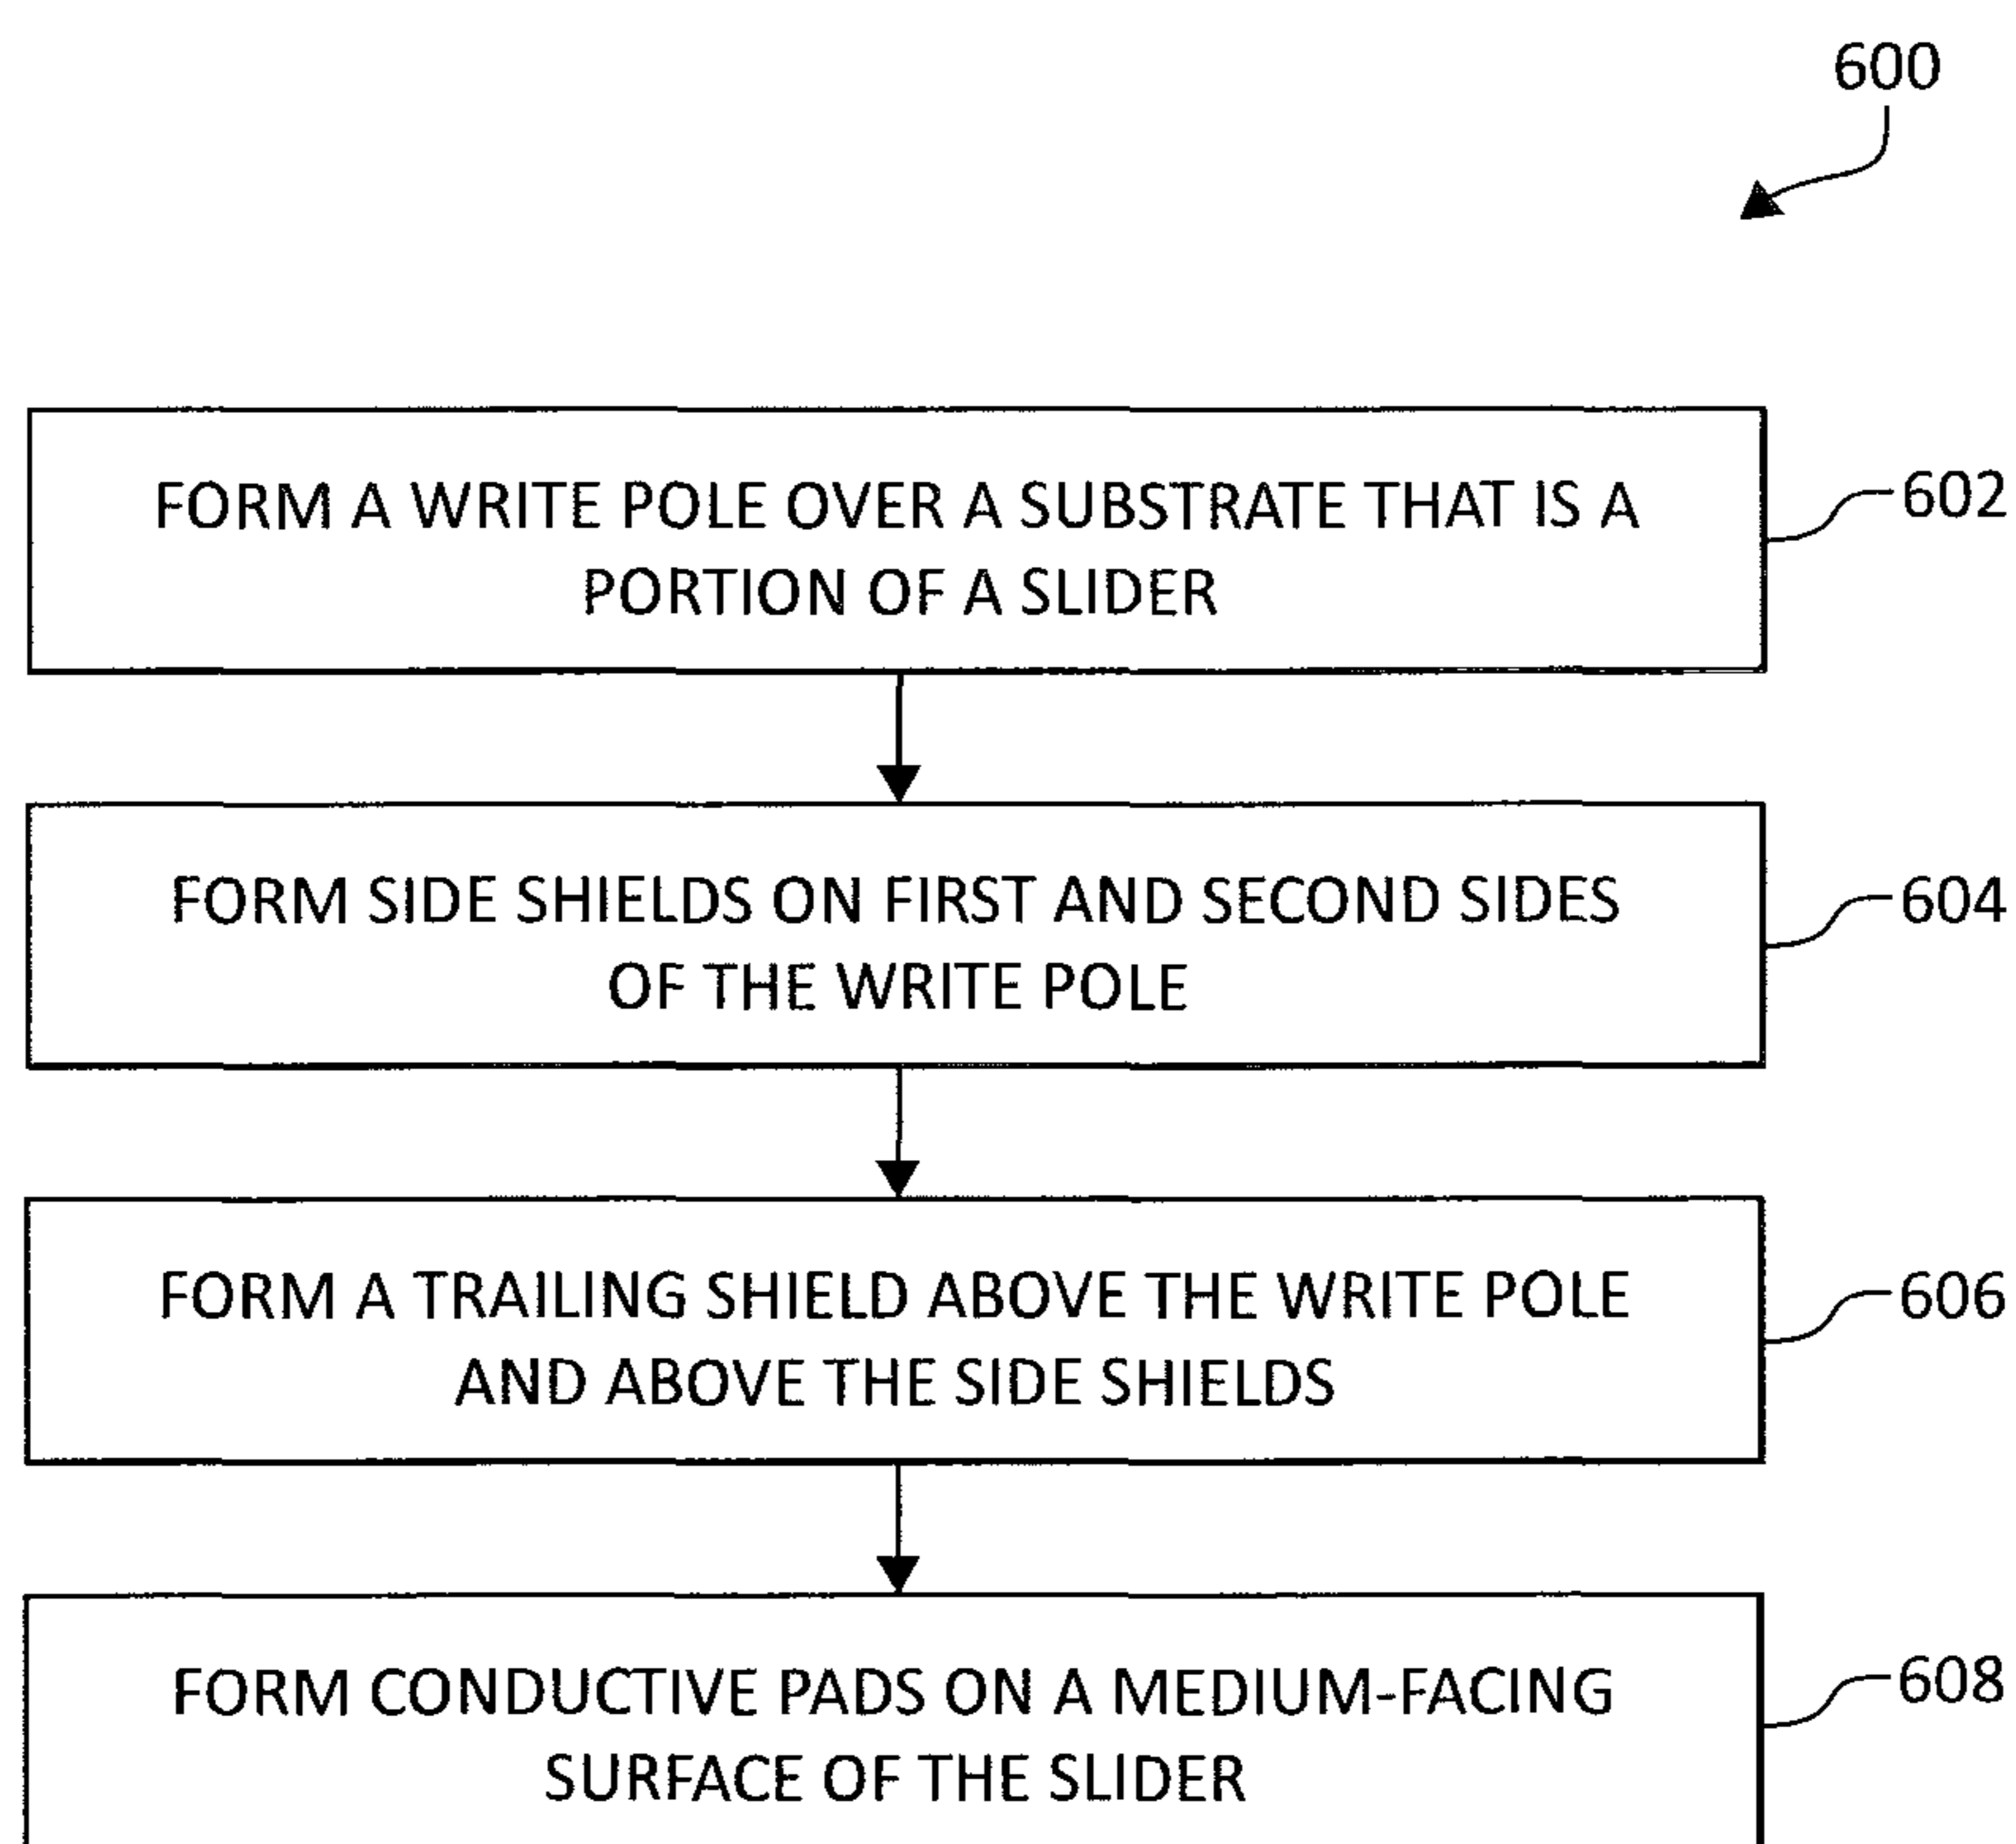 600
FORM A WRITE POLE OVER A SUBSTRATE THAT IS A
PORTION OF A SLIDER
602
FORM SIDE SHIELDS ON FIRST AND SECOND SIDES
OF THE WRITE POLE
604
FORM A TRAILING SHIELD ABOVE THE WRITE POLE
AND ABOVE THE SIDE SHIELDS
606
FORM CONDUCTIVE PADS ON A MEDIUM-FACING
SURFACE OF THE SLIDER
608